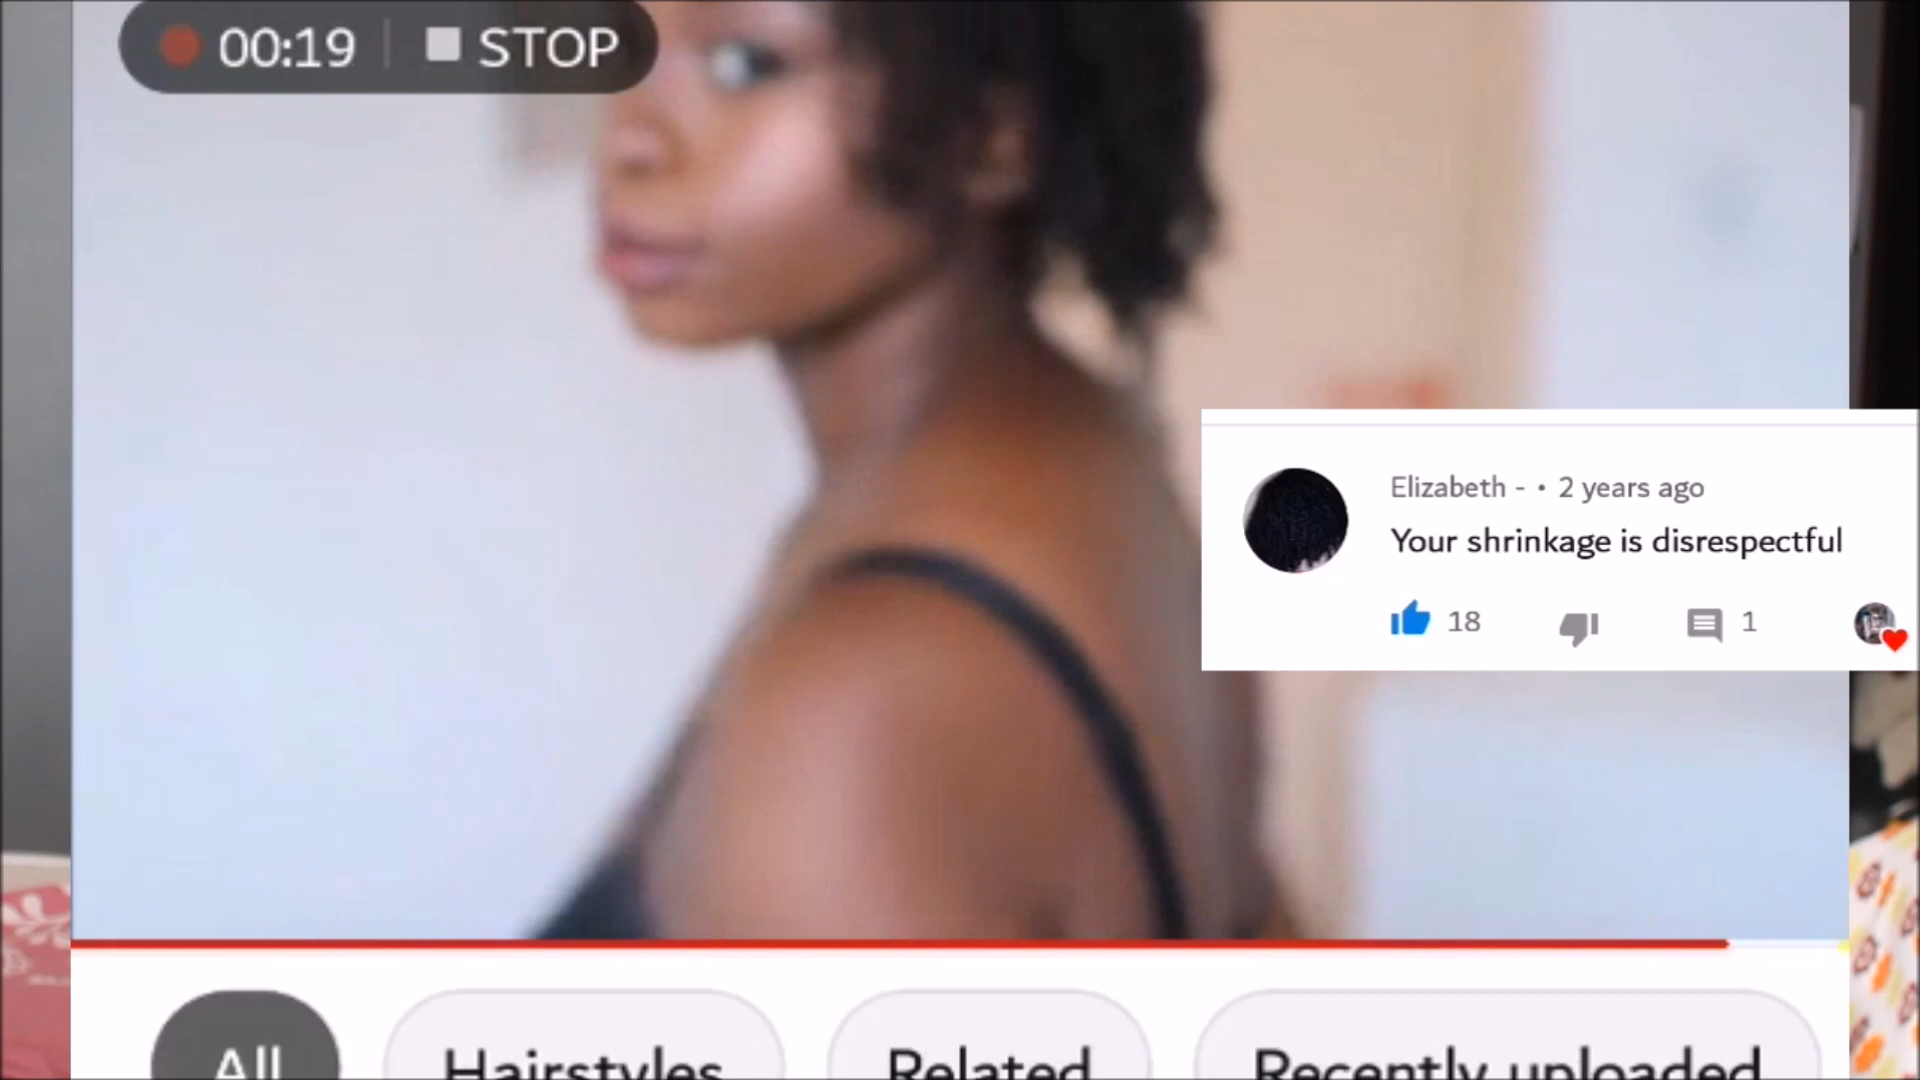 00:19 STOP
Elizabeth - • 2 years ago
Your shrinkage is disrespectful
18 1
All Hairstyles Related Recently uploaded